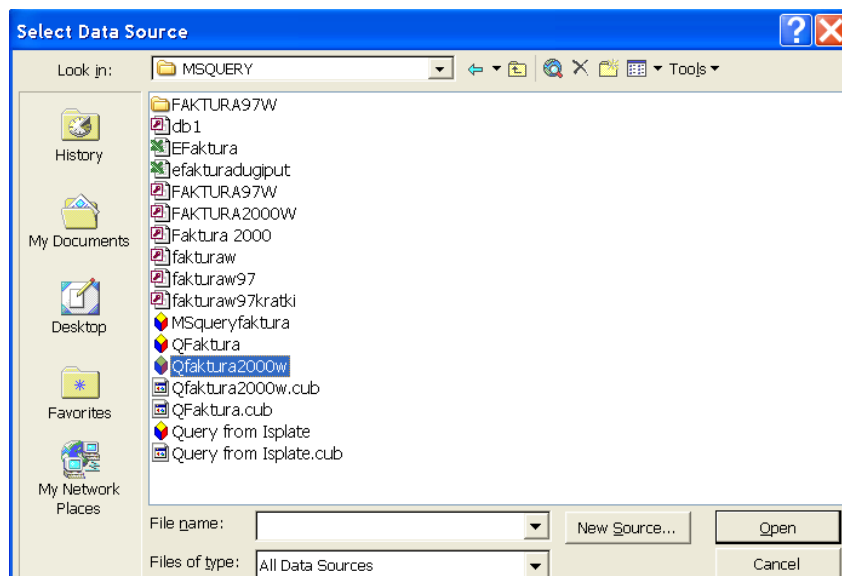 Select Data Source
Look in: MSQUERY Tools
History
My Documents
Desktop
Favorites
My Network
Places
FAKTURA97W
db1
EFaktura
efakturadugiput
FAKTURA97W
FAKTURA2000W
Faktura 2000
fakturaw
fakturaw97
fakturaw97kratki
MSqueryfaktura
QFaktura
Qfaktura2000w
Qfaktura2000w.cub
QFaktura.cub
Query from Isplate
Query from Isplate.cub
File name: New Source... Open
Files of type: All Data Sources Cancel